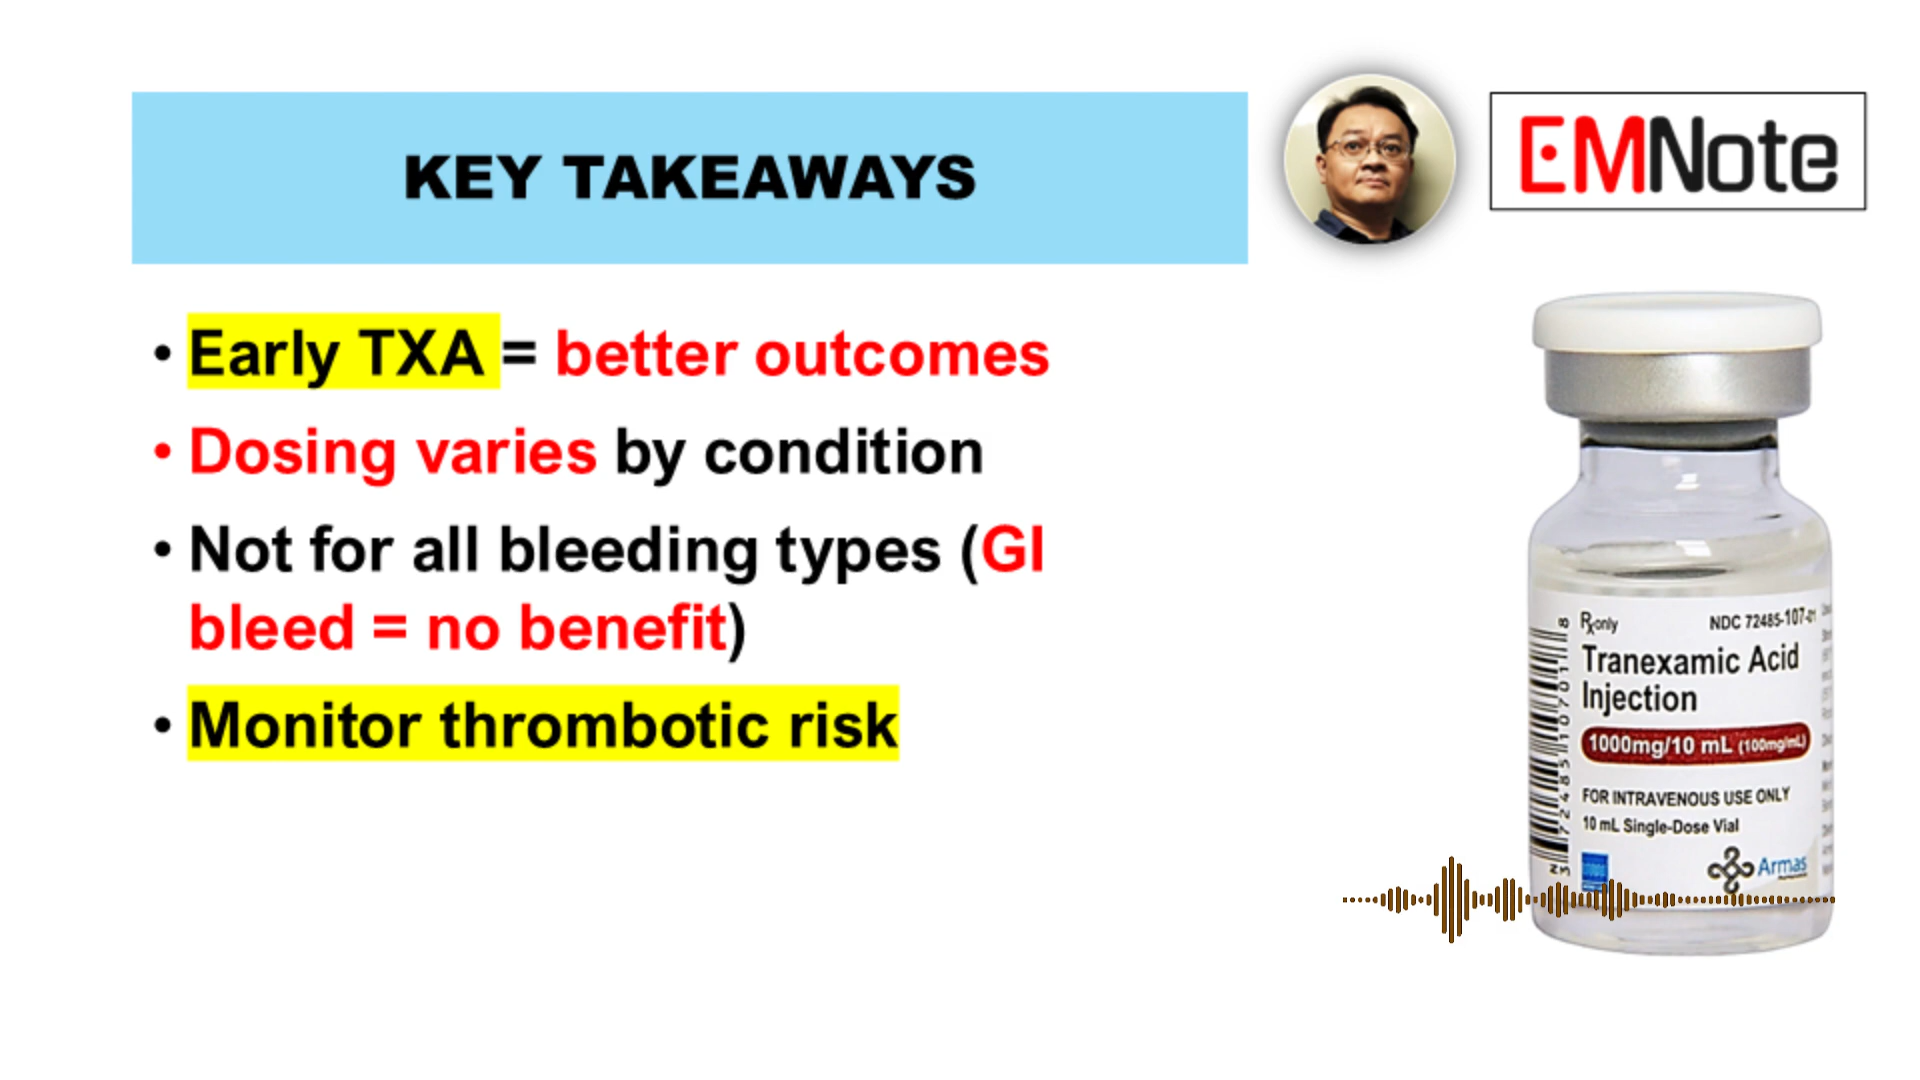 KEY TAKEAWAYS
EMNote
• Early TXA = better outcomes
• Dosing varies by condition
• Not for all bleeding types (GI
bleed = no benefit)
• Monitor thrombotic risk
Rx only
NDC 72485-107-01
Tranexamic Acid
Injection
1000mg/10 mL (100mg/mL)
FOR INTRAVENOUS USE ONLY
10 mL Single-Dose Vial
Armas